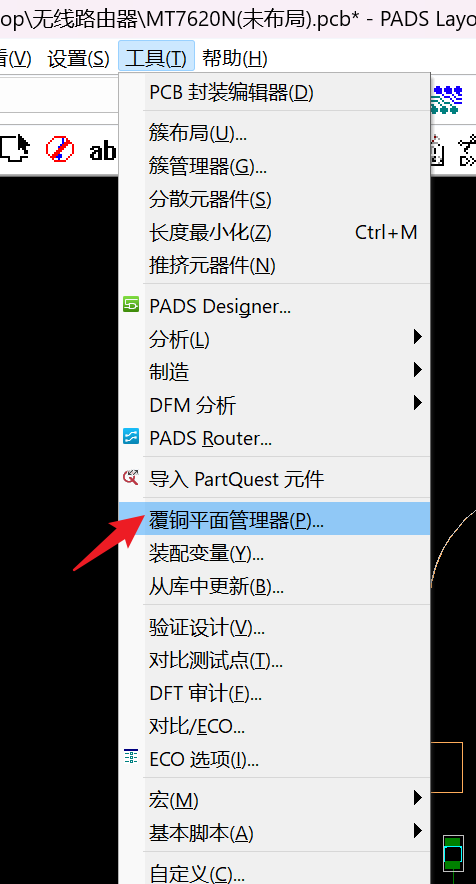 op\无线路由器\MT7620N(未布局).pcb* - PADS Layo
看(V) 设置(S) 工具(T) 帮助(H)
PCB 封装编辑器(D)
ab
簇布局(U)...
簇管理器(G)...
分散元器件(S)
长度最小化(Z) Ctrl+M
推挤元器件(N)
PADS Designer...
分析(L)
制造
DFM 分析
PADS Router...
导入 PartQuest 元件
覆铜平面管理器(P)...
装配变量(Y)...
从库中更新(B)...
验证设计(V)...
对比测试点(T)...
DFT 审计(F)...
对比/ECO...
ECO 选项(I)...
宏(M)
基本脚本(A)
自定义(C)...